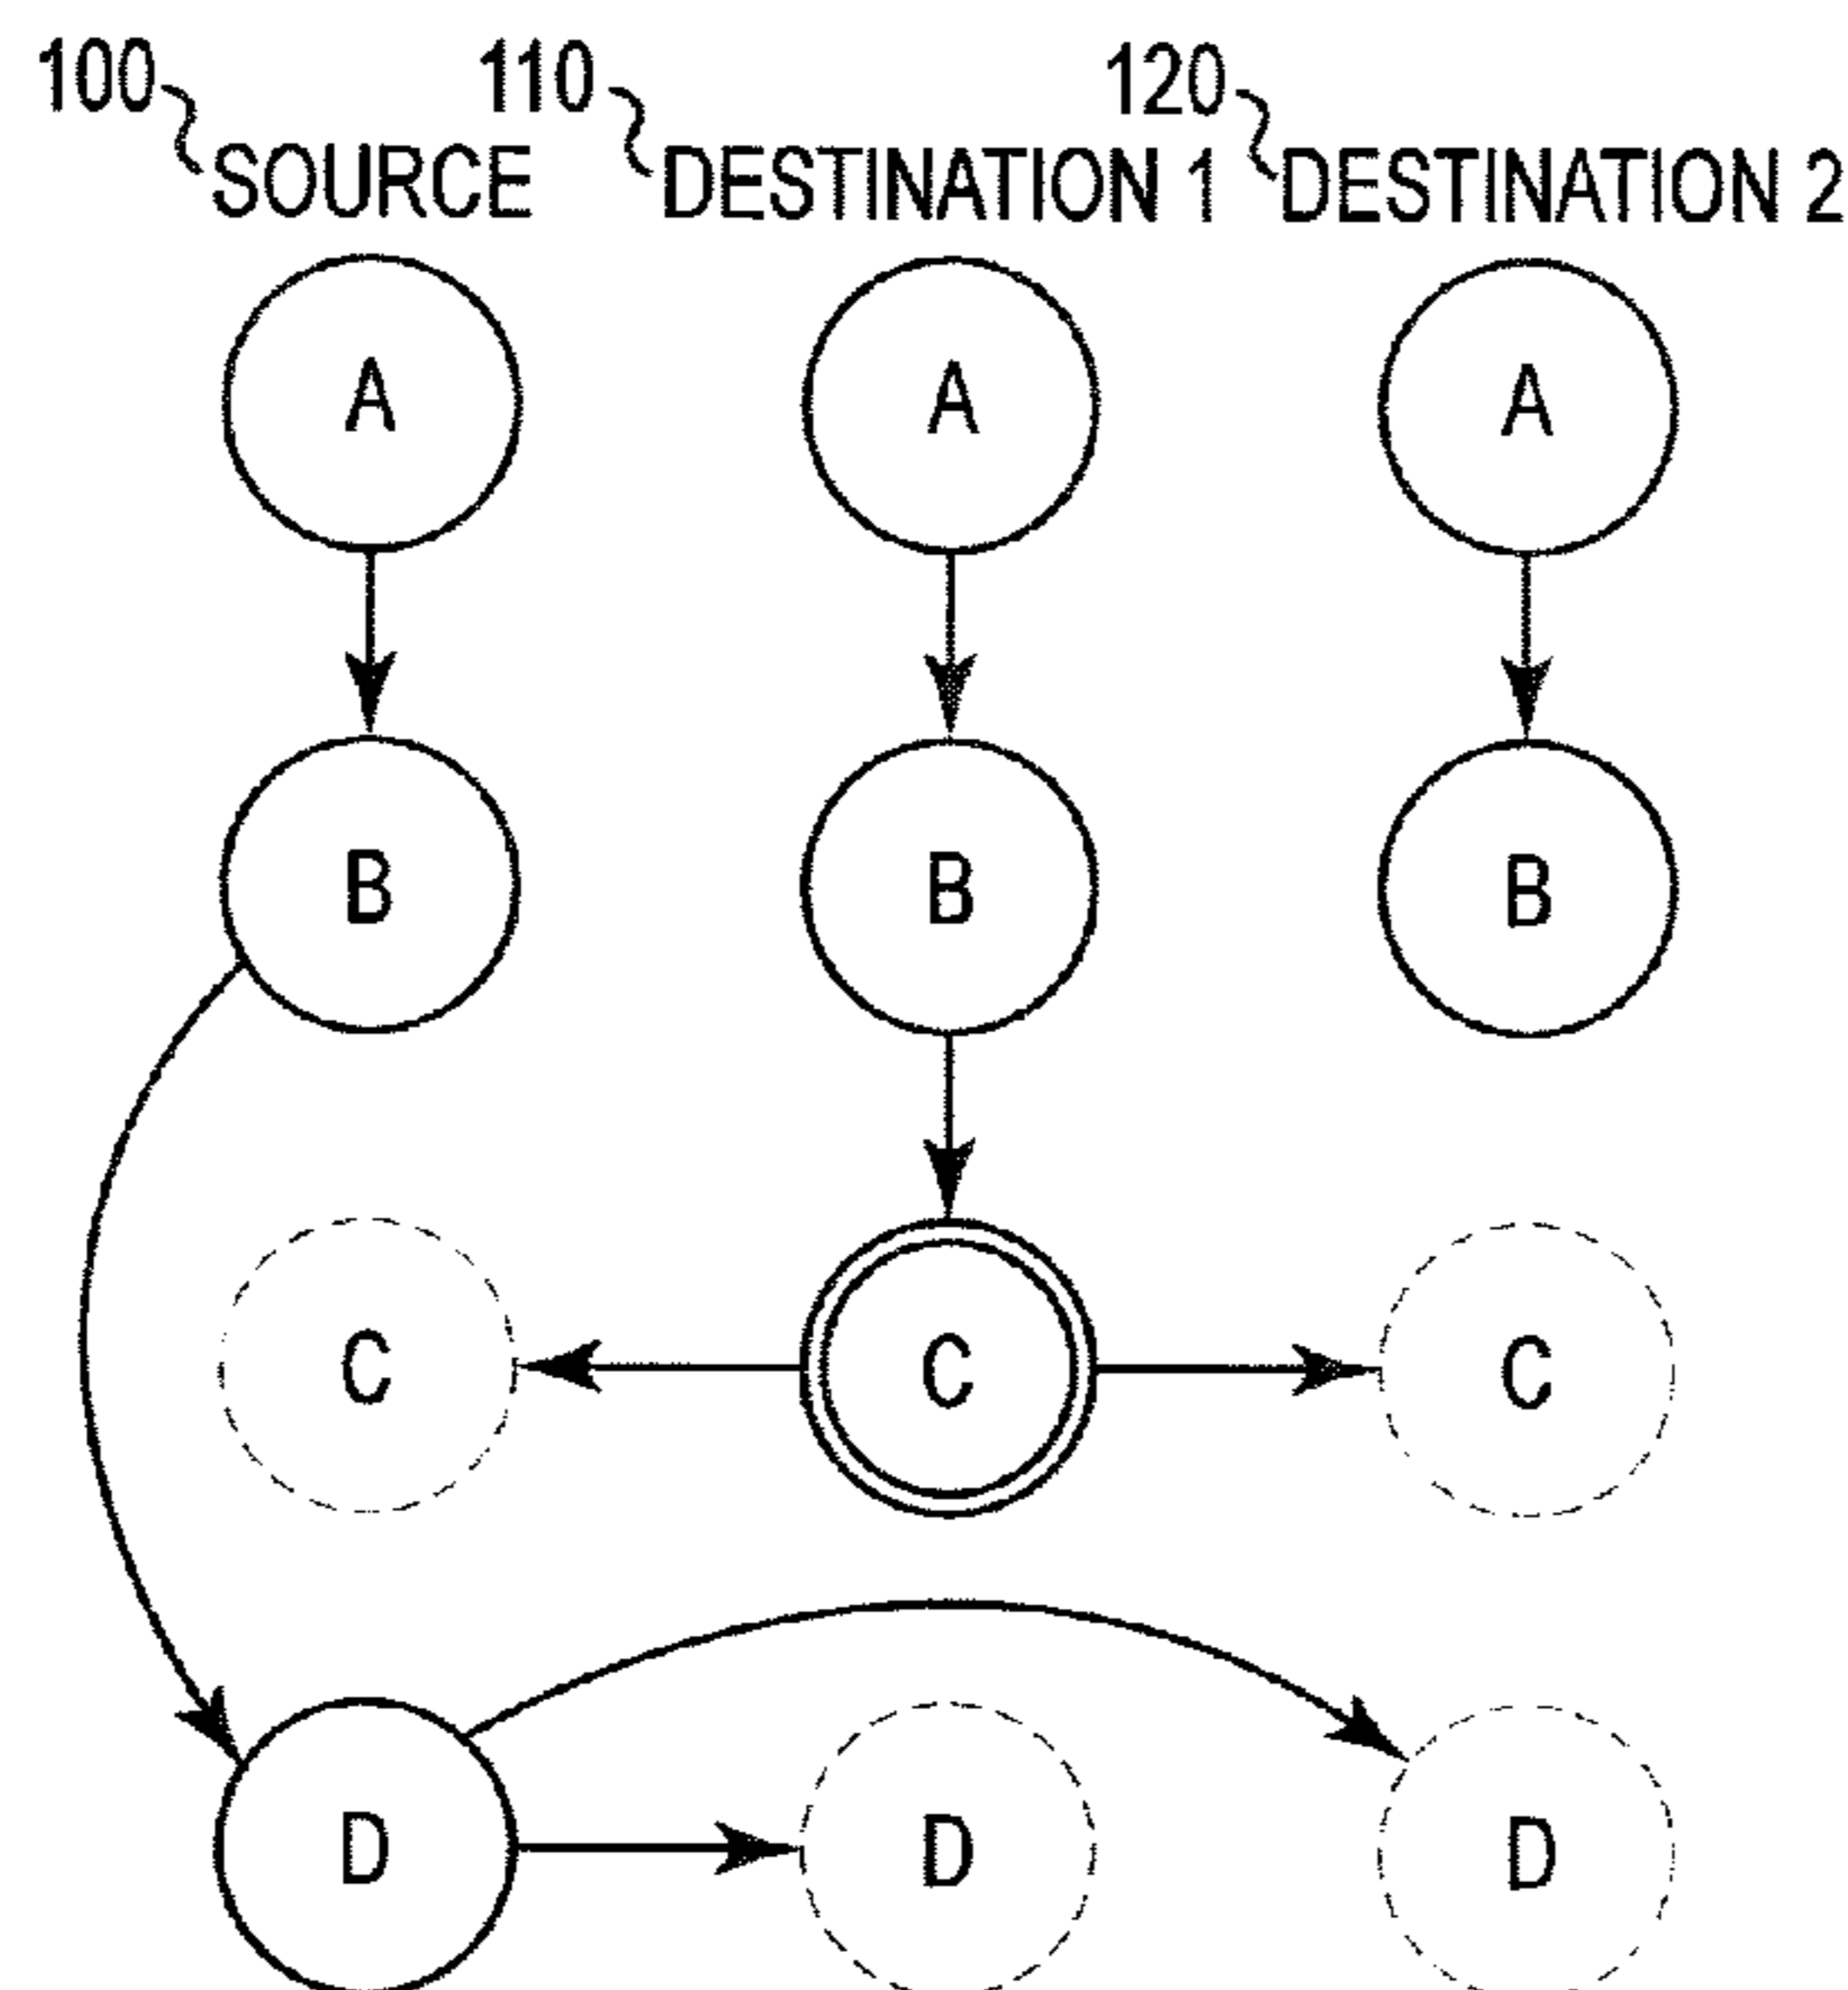 100 110 120
SOURCE DESTINATION 1 DESTINATION 2
A A A
B B B
C C C
D D D